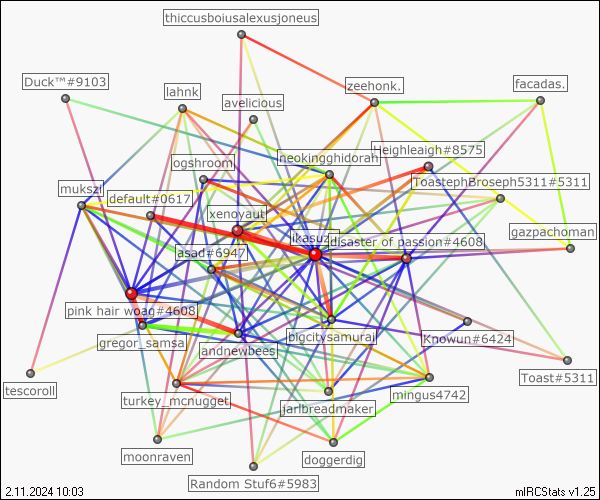 thiccusboiusalexusjoneus
Duck™#9103
lahnk
zeehonk.
facadas.
avelicious
ogshroom
neokingghidorah
Heighleigh#8575
mukszi
default#0617
ToastephBroseph5311#5311
xenoyaut
gazpachoman
disaster of passion#4608
asad#6947
pink hair woag#4608
gregor_samsa
andnewbees
bigcitysamurai
Knowun#6424
tescoroll
turkey_mcnugget
jarlbreadmaker
mingus4742
Toast#5311
moonraven
doggerdig
Random Stuf6#5983
2.11.2024 10:03
mIRCStats v1.25